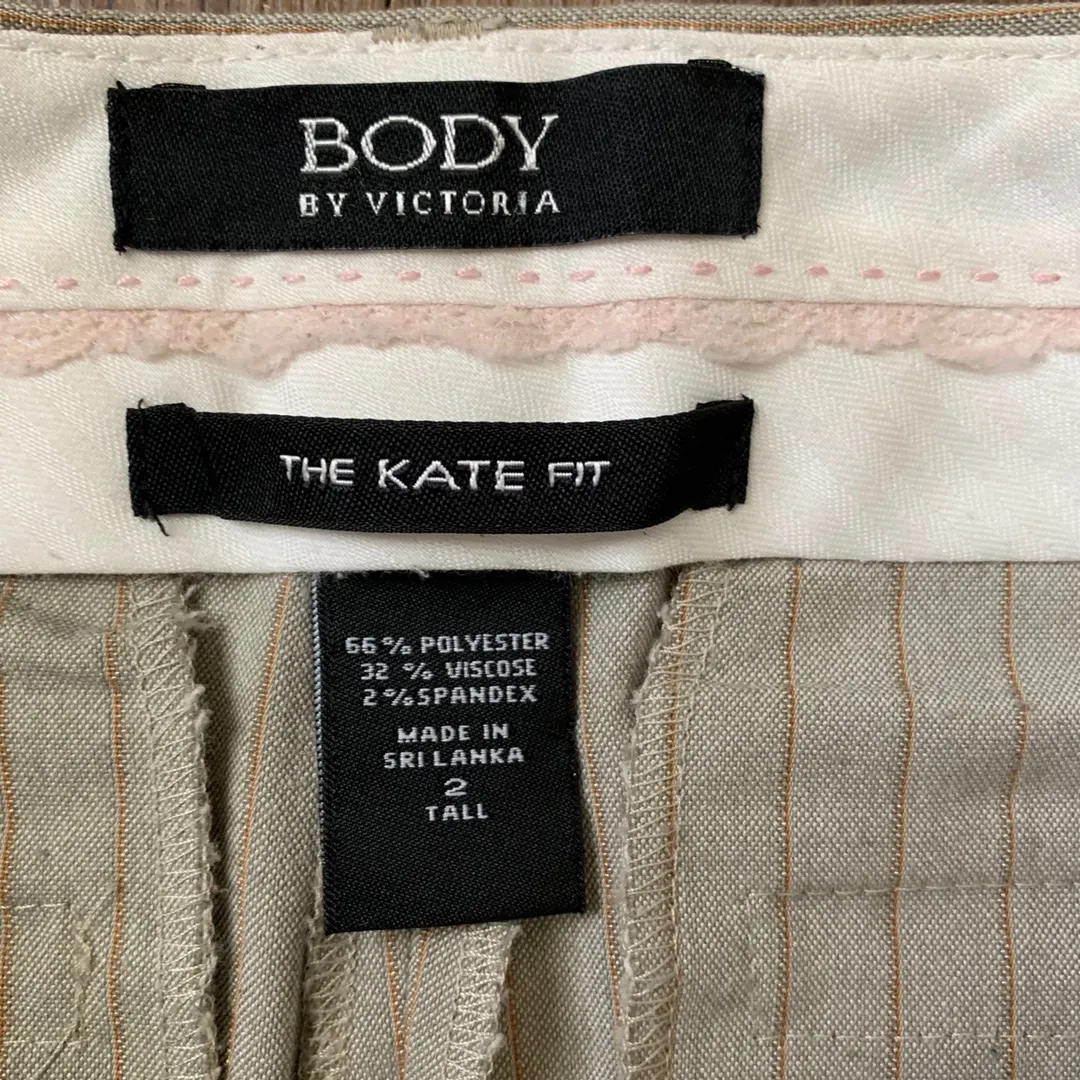 BODY
BY VICTORIA
THE KATE FIT
66% POLYESTER
32 % VISCOSE
2%SPANDEX
MADE IN
SRI LANKA
2
TALL